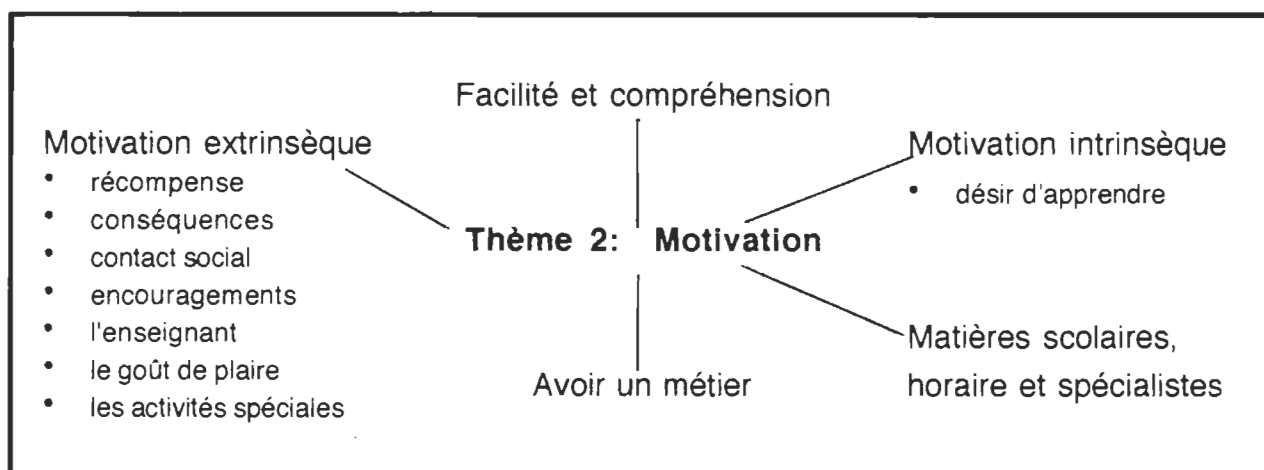 Facilité et compréhension
Motivation extrinsèque
• récompense
• conséquences
• contact social
• encouragements
• l'enseignant
• le goût de plaire
• les activités spéciales
Motivation intrinsèque
• désir d'apprendre
Thème 2: Motivation
Avoir un métier
Matières scolaires,
horaire et spécialistes